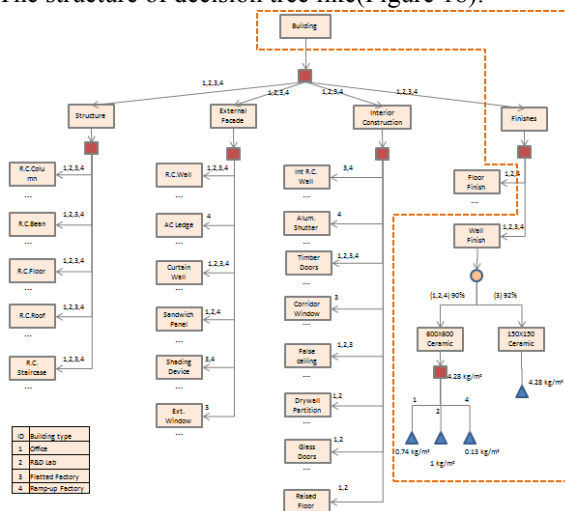 The structure of decision tree like(Figure 18).
Building
1,2,3,4
1,2,3,4
1,2,3,4
1,2,3,4
Structure
External
Facade
Interior
Construction
Finishes
R.C.Colu
mn
1,2,3,4
...
R.C.Bean
1,2,3,4
...
R.C.Floor
1,2,3,4
...
R.C.Roof
1,2,3,4
...
R.C.
Staircase
1,2,3,4
...
R.C.Wall
1,2,3,4
...
AC Ledge
4
...
Curtain
Wall
1,2,3,4
...
Sandwich
Panel
1,2,4
...
Shading
Device
3,4
...
Ext.
Window
3
...
Int R.C.
Wall
3,4
...
Alum.
Shutter
4
...
Timber
Doors
1,2,3,4
...
Corridor
Window
3
...
False
ceiling
1,2,3
...
Drywall
Partition
1,2
...
Glass
Doors
1,2
...
Raised
Floor
1,2
Floor
Finish
1,2,4
...
Wall
Finish
1,2,3,4
(1,2,4) 90%
(3) 92%
600X600
Ceramic
150X150
Ceramic
4.28 kg/m²
4.28 kg/m²
1
2
4
0.74 kg/m²
1 kg/m²
0.13 kg/m²
ID Building type
1 Office
2 R&D Lab
3 Flatted Factory
4 Ramp-up Factory